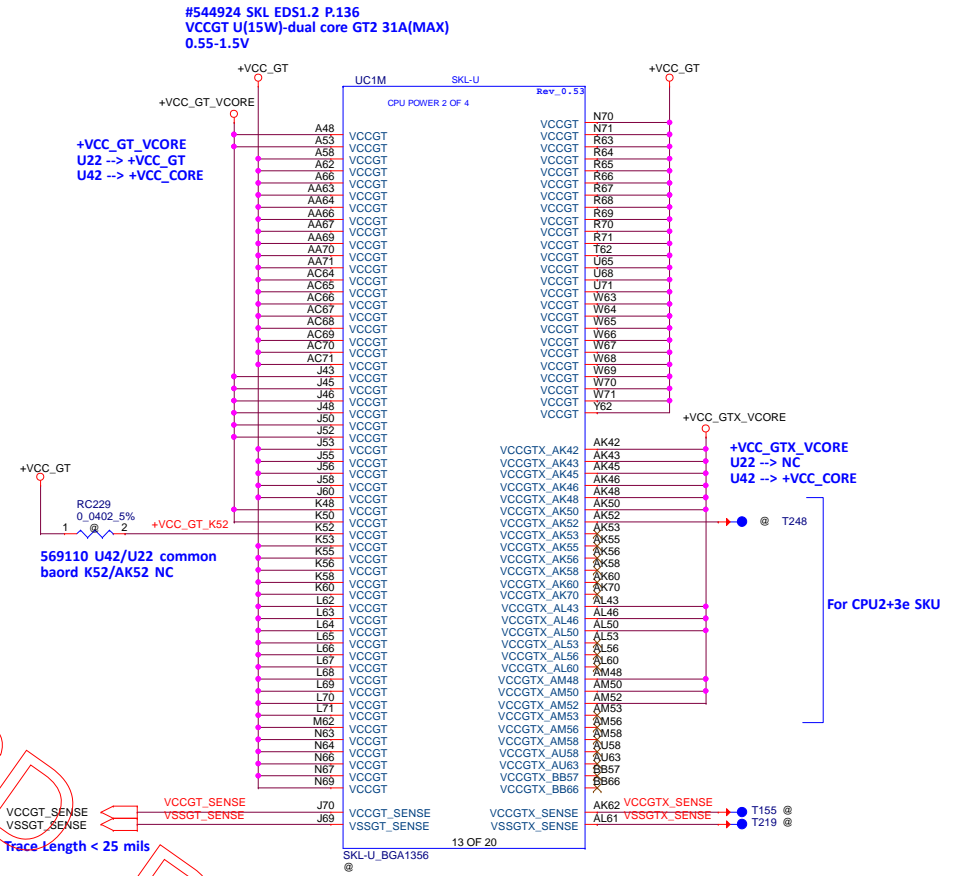 #544924 SKL EDS1.2 P.136
VCCGT U(15W)-dual core GT2 31A(MAX)
0.55-1.5V
+VCC_GT
+VCC_GT
UC1M
SKL-U
Rev_0.53
CPU POWER 2 OF 4
+VCC_GT_VCORE
+VCC_GT_VCORE
U22 --> +VCC_GT
U42 --> +VCC_CORE
A48 VCCGT
A53 VCCGT
A58 VCCGT
A62 VCCGT
A66 VCCGT
AA63 VCCGT
AA64 VCCGT
AA66 VCCGT
AA67 VCCGT
AA69 VCCGT
AA70 VCCGT
AA71 VCCGT
AC64 VCCGT
AC65 VCCGT
AC66 VCCGT
AC67 VCCGT
AC68 VCCGT
AC69 VCCGT
AC70 VCCGT
AC71 VCCGT
J43 VCCGT
J45 VCCGT
J46 VCCGT
J48 VCCGT
J50 VCCGT
J52 VCCGT
J53 VCCGT
J55 VCCGT
J56 VCCGT
J58 VCCGT
J60 VCCGT
K48 VCCGT
K50 VCCGT
K52 VCCGT
K53 VCCGT
K55 VCCGT
K56 VCCGT
K58 VCCGT
K60 VCCGT
L62 VCCGT
L63 VCCGT
L64 VCCGT
L65 VCCGT
L66 VCCGT
L67 VCCGT
L68 VCCGT
L69 VCCGT
L70 VCCGT
L71 VCCGT
M62 VCCGT
N63 VCCGT
N64 VCCGT
N66 VCCGT
N67 VCCGT
N69 VCCGT
VCCGT N70
VCCGT N71
VCCGT R63
VCCGT R64
VCCGT R65
VCCGT R66
VCCGT R67
VCCGT R68
VCCGT R69
VCCGT R70
VCCGT R71
VCCGT T62
VCCGT U65
VCCGT U68
VCCGT U71
VCCGT W63
VCCGT W64
VCCGT W65
VCCGT W66
VCCGT W67
VCCGT W68
VCCGT W69
VCCGT W70
VCCGT W71
VCCGT Y62
+VCC_GTX_VCORE
+VCC_GTX_VCORE
U22 --> NC
U42 --> +VCC_CORE
VCCGTX_AK42 AK42
VCCGTX_AK43 AK43
VCCGTX_AK45 AK45
VCCGTX_AK46 AK46
VCCGTX_AK48 AK48
VCCGTX_AK50 AK50
VCCGTX_AK52 AK52
VCCGTX_AK53 AK53
VCCGTX_AK55 AK55
VCCGTX_AK56 AK56
VCCGTX_AK58 AK58
VCCGTX_AK60 AK60
VCCGTX_AK70 AK70
VCCGTX_AL43 AL43
VCCGTX_AL46 AL46
VCCGTX_AL50 AL50
VCCGTX_AL53 AL53
VCCGTX_AL56 AL56
VCCGTX_AL60 AL60
VCCGTX_AM48 AM48
VCCGTX_AM50 AM50
VCCGTX_AM52 AM52
VCCGTX_AM53 AM53
VCCGTX_AM56 AM56
VCCGTX_AM58 AM58
VCCGTX_AU58 AU58
VCCGTX_AU63 AU63
VCCGTX_BB57 BB57
VCCGTX_BB66 BB66
@ T248
For CPU2+3e SKU
+VCC_GT
RC229
0_0402_5%
1 @ 2
+VCC_GT_K52
569110 U42/U22 common
baord K52/AK52 NC
VCCGT_SENSE VCCGT_SENSE J70 VCCGT_SENSE
VSSGT_SENSE VSSGT_SENSE J69 VSSGT_SENSE
VCCGTX_SENSE AK62 VCCGTX_SENSE T155 @
VSSGTX_SENSE AL61 VSSGTX_SENSE T219 @
Trace Length < 25 mils
13 OF 20
SKL-U_BGA1356
@